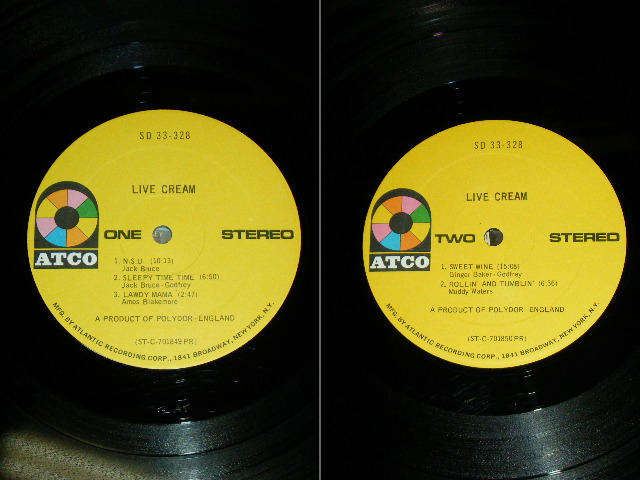 SD 33-328
LIVE CREAM
ATCO
ONE
STEREO
1. N.S.U. (10:13)
Jack Bruce
2. SLEEPY TIME TIME (6:50)
Jack Bruce - Godfrey
3. LAWDY MAMA (2:47)
Amos Blakemore
A PRODUCT OF POLYDOR - ENGLAND
(ST-C-701849 PR)
MFG. BY ATLANTIC RECORDING CORP., 1841 BROADWAY, NEW YORK, N.Y.
SD 33-328
LIVE CREAM
ATCO
TWO
STEREO
1. SWEET WINE (15:08)
Ginger Baker-Godfrey
2. ROLLIN' AND TUMBLIN' (6:36)
Muddy Waters
A PRODUCT OF POLYDOR - ENGLAND
(ST-C-701850 PR)
MFG. BY ATLANTIC RECORDING CORP., 1841 BROADWAY, NEW YORK, N.Y.